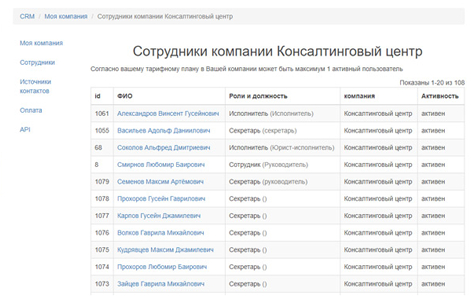 CRM / Моя компания / Сотрудники компании Консалтинговый центр
Моя компания
Сотрудники
Источники
контактов
Оплата
API
Сотрудники компании Консалтинговый центр
Согласно вашему тарифному плану в Вашей компании может быть максимум 1 активный пользователь
Показаны 1-20 из 108
id ФИО Роли и должность компания Активность
1061 Александров Винсент Гусейнович Исполнитель (Исполнитель) Консалтинговый центр активен
1055 Васильев Адольф Даниилович Секретарь (секретарь) Консалтинговый центр активен
68 Соколов Альфред Дмитриевич Исполнитель (Юрист-исполнитель) Консалтинговый центр активен
8 Смирнов Любомир Баирович Сотрудник (Руководитель) Консалтинговый центр активен
1079 Семенов Максим Артёмович Секретарь (руководитель) Консалтинговый центр активен
1078 Прохоров Гусейн Гаврилович Секретарь () Консалтинговый центр активен
1077 Карпов Гусейн Джамилевич Секретарь () Консалтинговый центр активен
1076 Волков Гаврила Михайлович Секретарь () Консалтинговый центр активен
1075 Кудрявцев Максим Джамилевич Секретарь () Консалтинговый центр активен
1074 Прохоров Любомир Баирович Секретарь () Консалтинговый центр активен
1073 Зайцев Гаврила Михайлович Секретарь () Консалтинговый центр активен